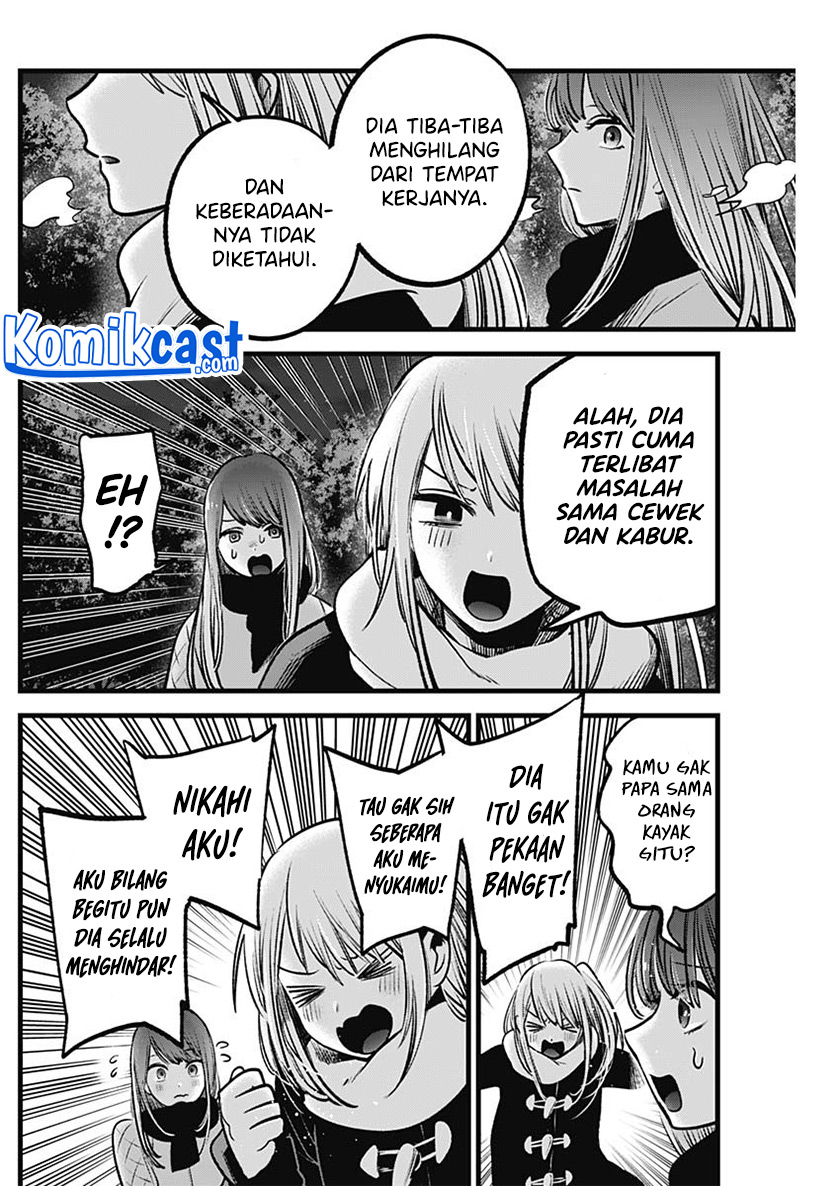 DIA TIBA-TIBA
MENGHILANG
DARI TEMPAT
KERJANYA.
DAN
KEBERADAAN-
NYA TIDAK
DIKETAHUI.
Komikcast
.com
ALAH, DIA
PASTI CUMA
TERLIBAT
MASALAH
SAMA CEWEK
DAN KABUR.
EH
!?
KAMU GAK
PAPA SAMA
ORANG
KAYAK
GITU?
DIA
ITU GAK
PEKAAN
BANGET!
TAU GAK SIH
SEBERAPA
AKU ME-
NYUKAIMU!
NIKAHI
AKU!
AKU BILANG
BEGITU PUN
DIA SELALU
MENGHINDAR!